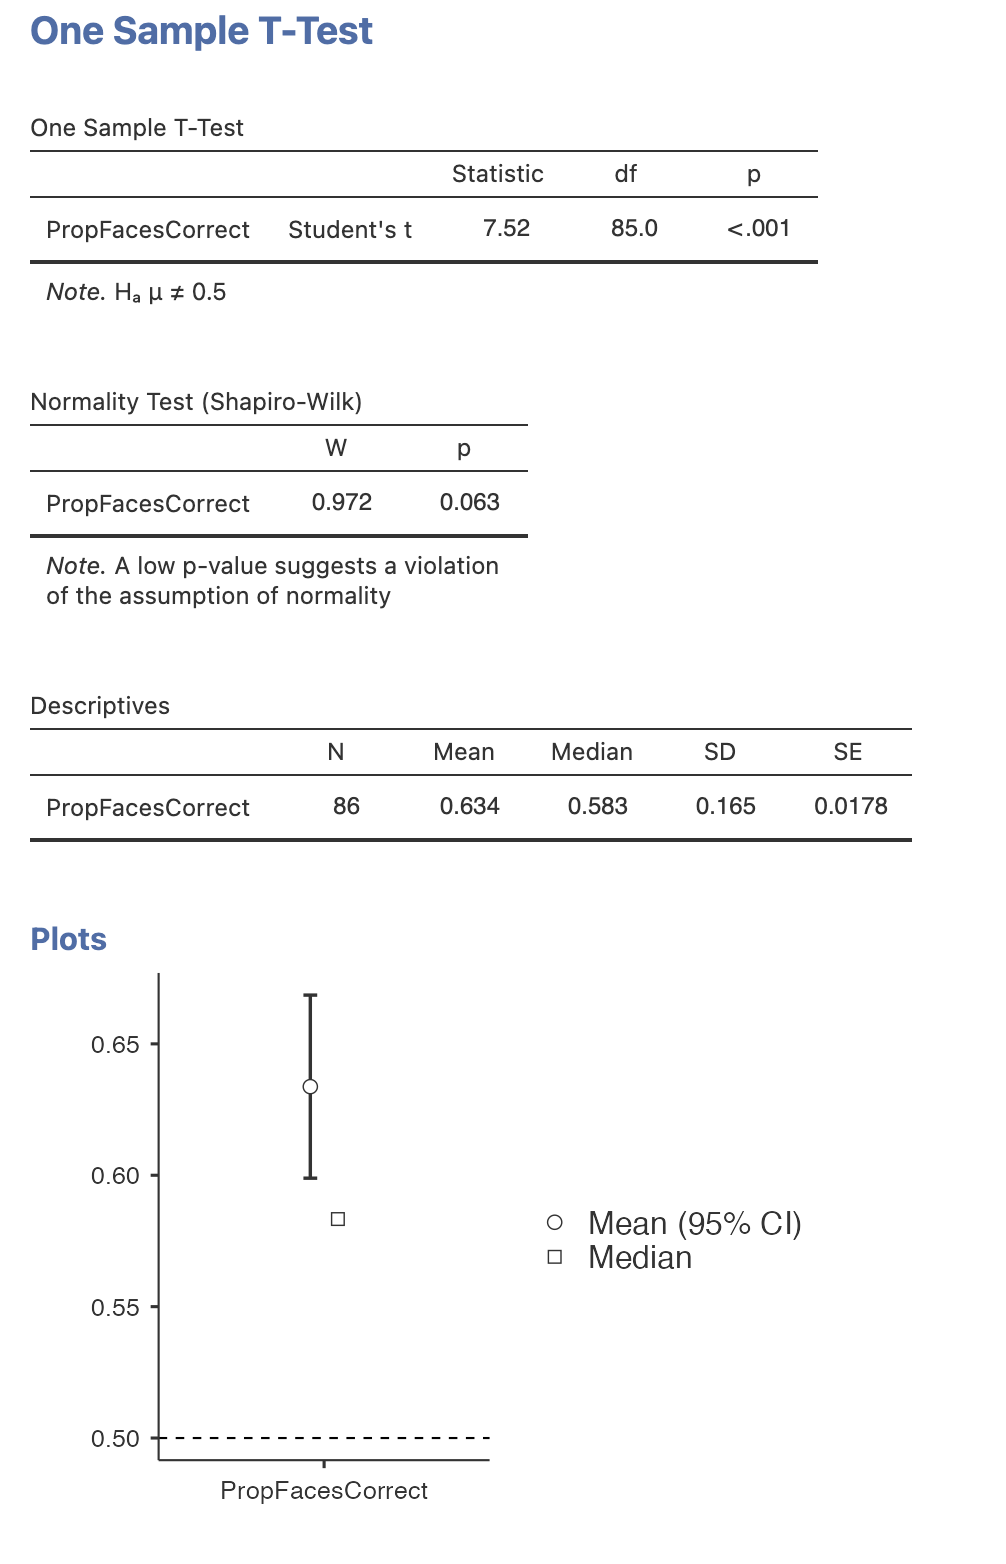 One Sample T-Test
One Sample T-Test
Statistic df p
PropFacesCorrect Student's t 7.52 85.0 <.001
Note. Hₐ μ ≠ 0.5
Normality Test (Shapiro-Wilk)
W p
PropFacesCorrect 0.972 0.063
Note. A low p-value suggests a violation
of the assumption of normality
Descriptives
N Mean Median SD SE
PropFacesCorrect 86 0.634 0.583 0.165 0.0178
Plots
0.65
0.60
0.55
0.50
PropFacesCorrect
Mean (95% CI)
Median